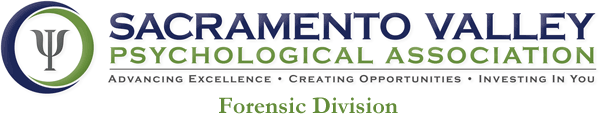 Ψ
SACRAMENTO VALLEY
PSYCHOLOGICAL ASSOCIATION
ADVANCING EXCELLENCE • CREATING OPPORTUNITIES • INVESTING IN YOU
Forensic Division